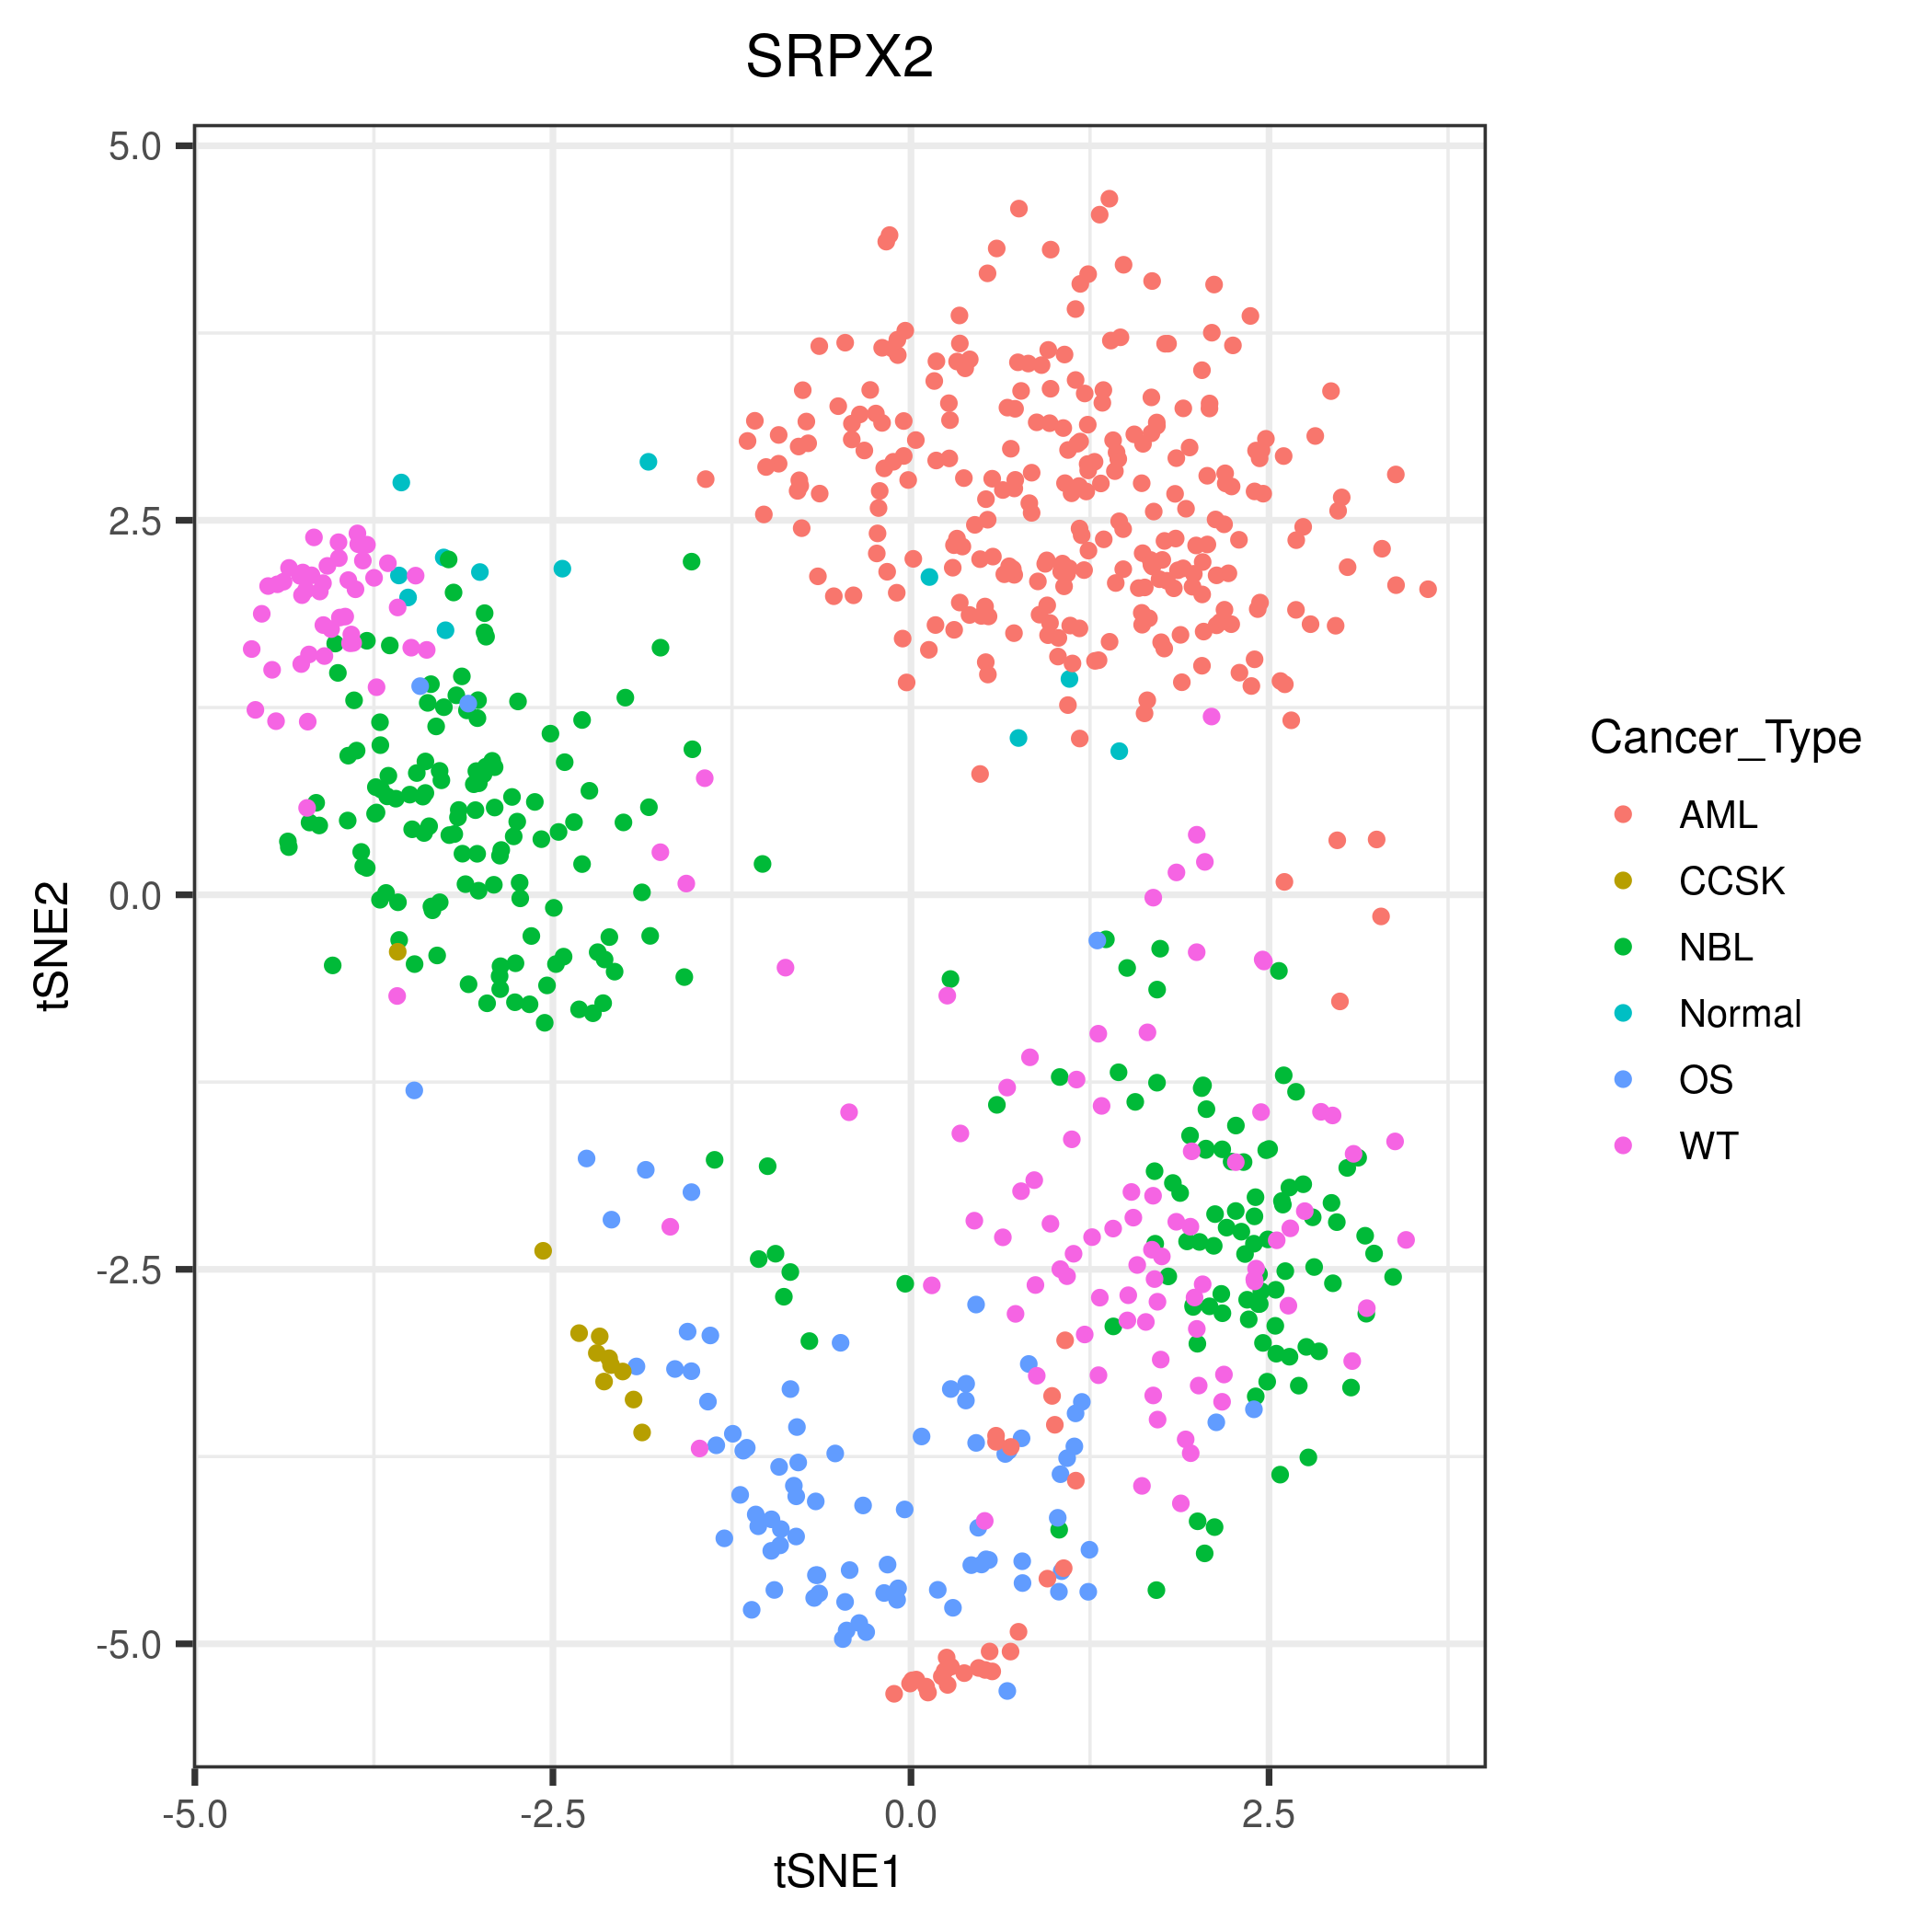 SRPX2
5.0
2.5
0.0
-2.5
-5.0
tSNE2
-5.0
-2.5
0.0
2.5
tSNE1
Cancer_Type
AML
CCSK
NBL
Normal
OS
WT